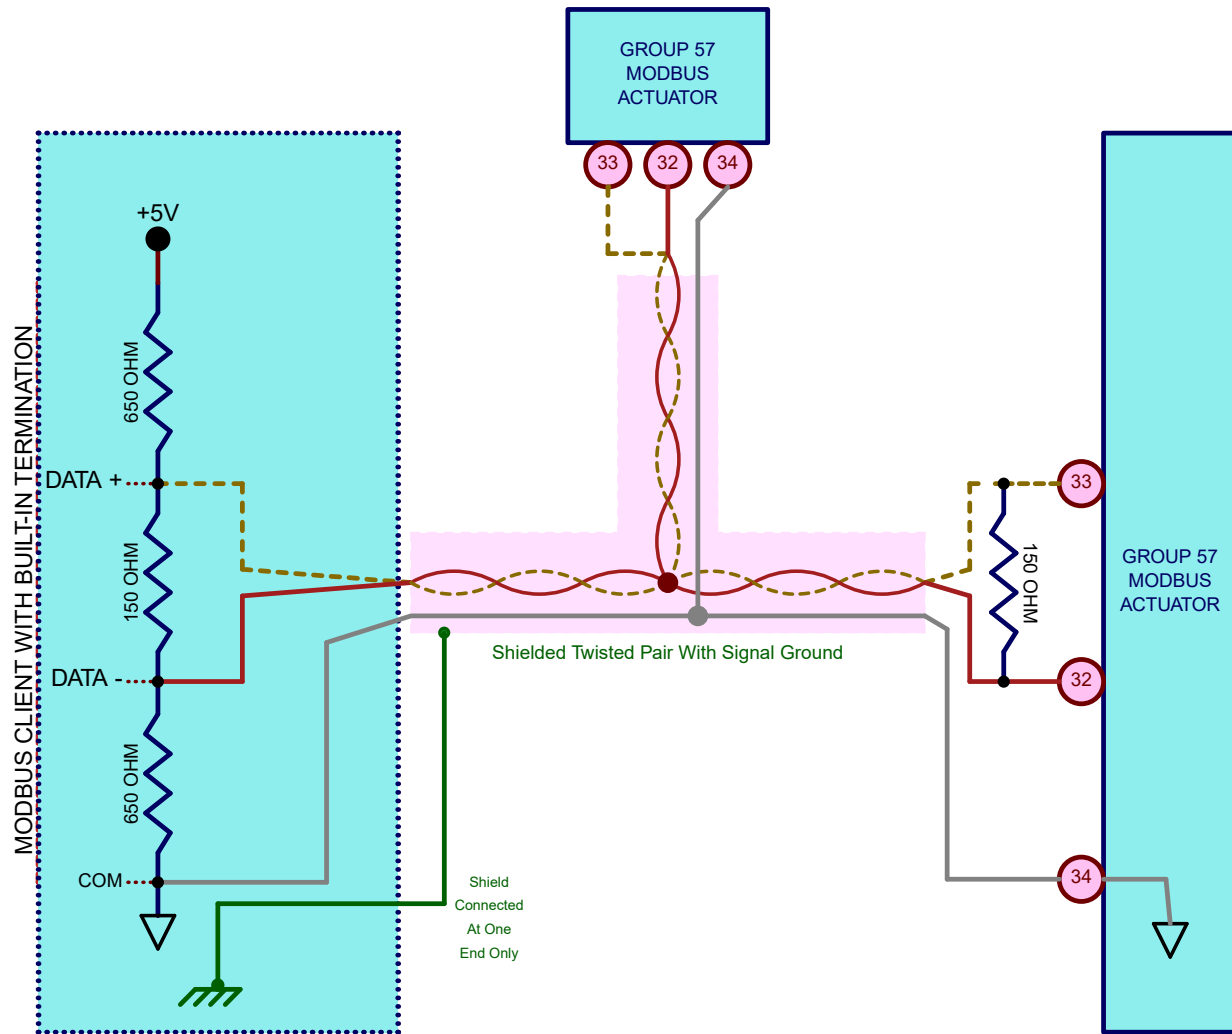 GROUP 57
MODBUS
ACTUATOR
33
32
34
MODBUS CLIENT WITH BUILT-IN TERMINATION
+5V
650 OHM
DATA +
150 OHM
DATA -
650 OHM
COM
Shielded Twisted Pair With Signal Ground
Shield
Connected
At One
End Only
150 OHM
33
32
34
GROUP 57
MODBUS
ACTUATOR